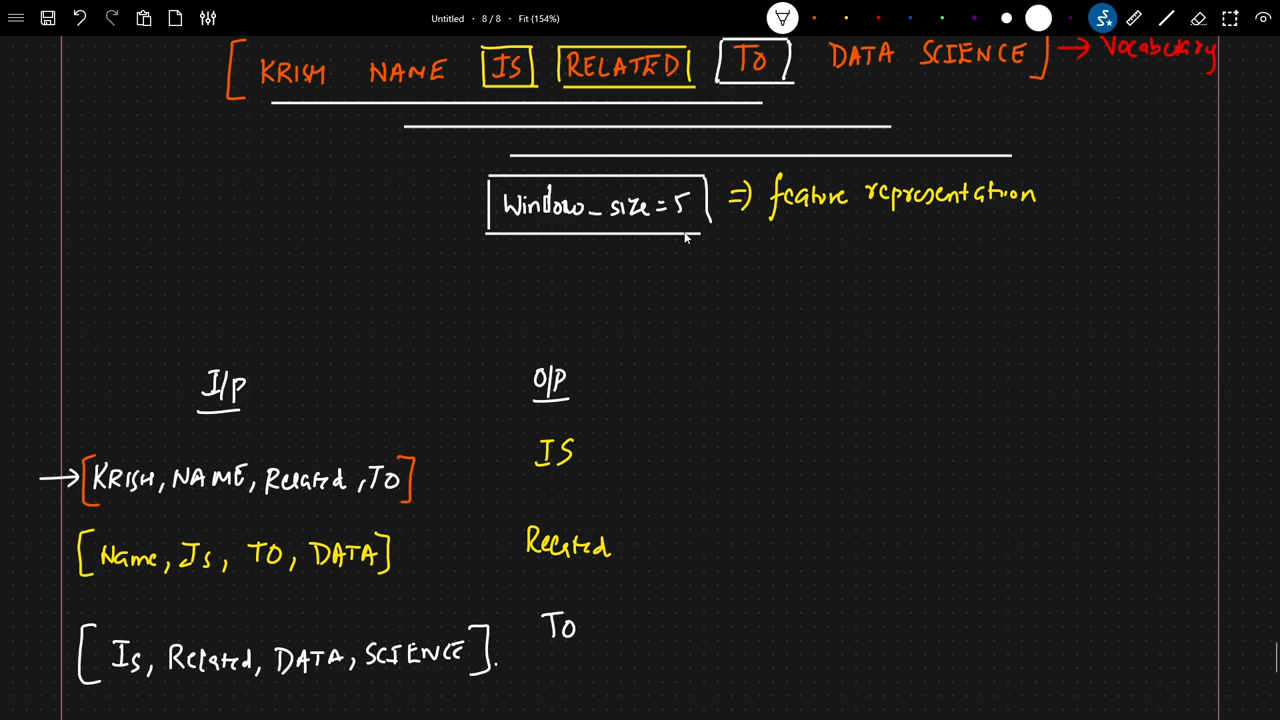 Untitled • 8 / 8 • Fit (154%)
[ KRISH NAME IS RELATED TO DATA SCIENCE ] → Vocabulary
Window_size = 5 => feature representation
I/p O/p
→ [KRISH, NAME, Related, TO] IS
[Name, Is, TO, DATA] Related
[Is, Related, DATA, SCIENCE]. To